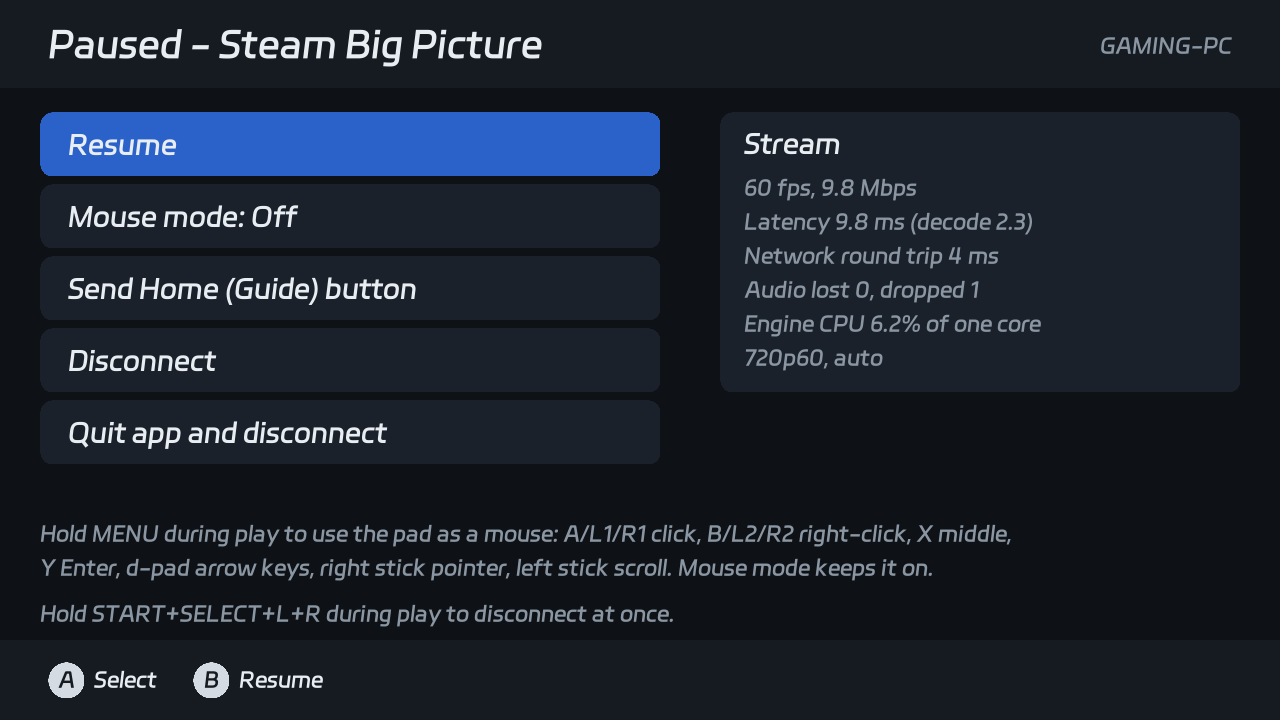 Paused - Steam Big Picture
GAMING-PC
Resume
Mouse mode: Off
Send Home (Guide) button
Disconnect
Quit app and disconnect
Stream
60 fps, 9.8 Mbps
Latency 9.8 ms (decode 2.3)
Network round trip 4 ms
Audio lost 0, dropped 1
Engine CPU 6.2% of one core
720p60, auto
Hold MENU during play to use the pad as a mouse: A/L1/R1 click, B/L2/R2 right-click, X middle,
Y Enter, d-pad arrow keys, right stick pointer, left stick scroll. Mouse mode keeps it on.
Hold START+SELECT+L+R during play to disconnect at once.
A Select B Resume